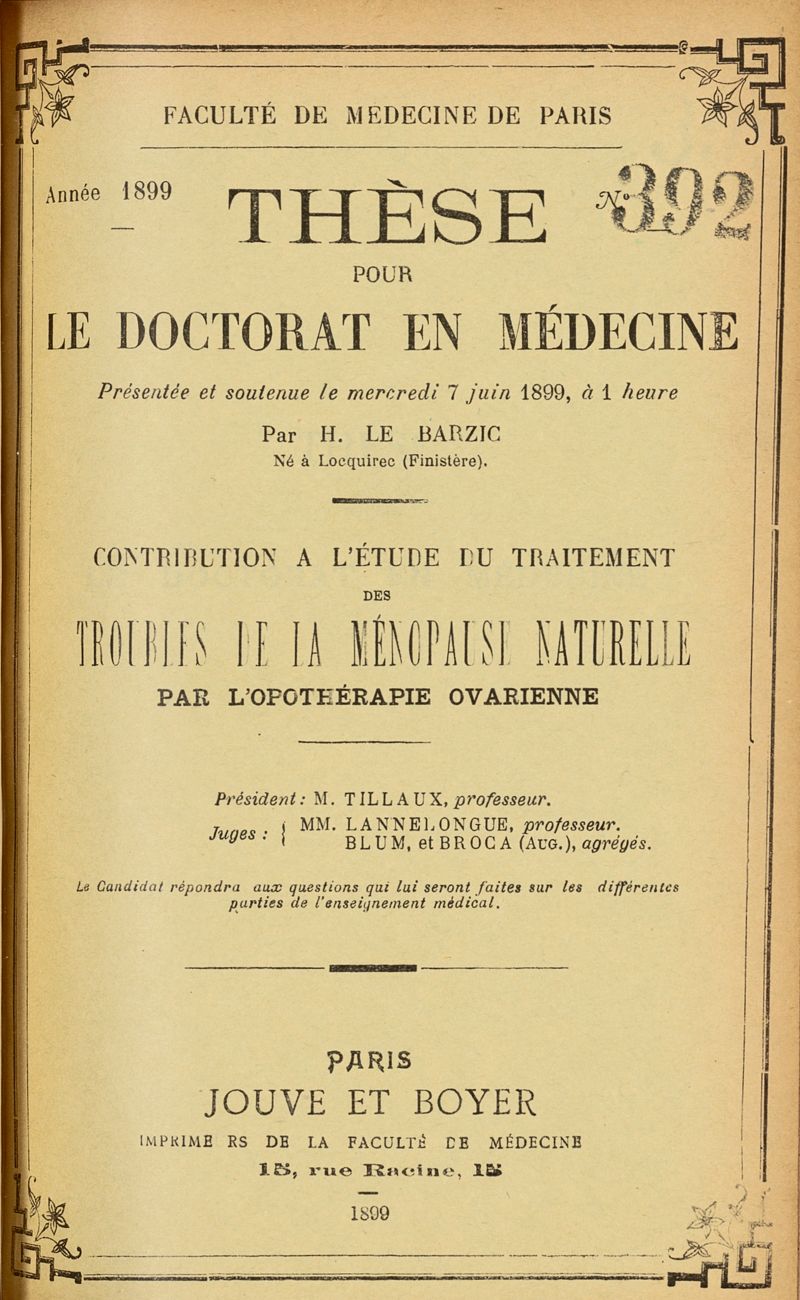 FACULTÉ DE MEDECINE DE PARIS
Année 1899
THÈSE
N° 392
POUR
LE DOCTORAT EN MÉDECINE
Présentée et soutenue le mercredi 7 juin 1899, à 1 heure
Par H. LE BARZIC
Né à Locquirec (Finistère).
CONTRIBUTION A L'ÉTUDE DU TRAITEMENT
DES
TROUBLES DE LA MÉNOPAUSE NATURELLE
PAR L'OPOTHÉRAPIE OVARIENNE
Président : M. TILLAUX, professeur.
Juges : { MM. LANNELONGUE, professeur.
BLUM, et BROCA (AUG.), agrégés.
Le Candidat répondra aux questions qui lui seront faites sur les différentes
parties de l'enseignement médical.
PARIS
JOUVE ET BOYER
IMPRIME RS DE LA FACULTÉ DE MÉDECINE
15, rue Racine, 15
1899